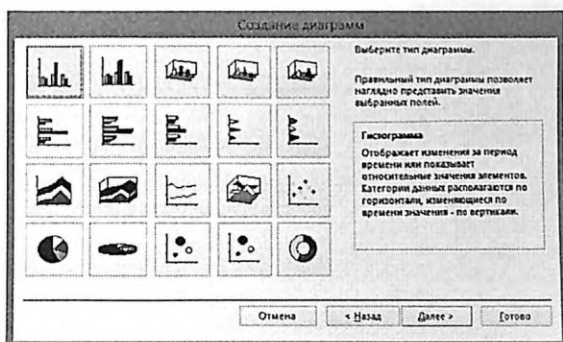 Создание диаграмм
Выберите тип диаграммы.
Правильный тип диаграммы позволяет
наглядно представить значения
выбранных полей.
Гистограмма
Отображает изменения за период
времени или показывает
относительные значения элементов.
Категории данных располагаются по
горизонтали, изменяющиеся по
времени значения - по вертикали.
Отмена
< Назад
Далее >
Готово